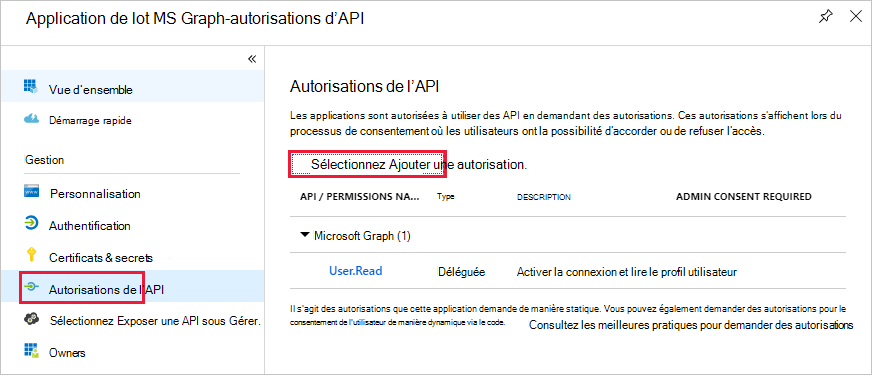 Application de lot MS Graph-autorisations d’API
«
Vue d’ensemble
Démarrage rapide
Gestion
Personnalisation
Authentification
Certificats & secrets
Autorisations de l’API
Sélectionnez Exposer une API sous Gérer.
Owners
Autorisations de l’API
Les applications sont autorisées à utiliser des API en demandant des autorisations. Ces autorisations s’affichent lors du
processus de consentement où les utilisateurs ont la possibilité d’accorder ou de refuser l’accès.
Sélectionnez Ajouter une autorisation.
API / PERMISSIONS NA... Type DESCRIPTION ADMIN CONSENT REQUIRED
Microsoft Graph (1)
User.Read Déléguée Activer la connexion et lire le profil utilisateur
Il s’agit des autorisations que cette application demande de manière statique. Vous pouvez également demander des autorisations pour le
consentement de l’utilisateur de manière dynamique via le code. Consultez les meilleures pratiques pour demander des autorisations